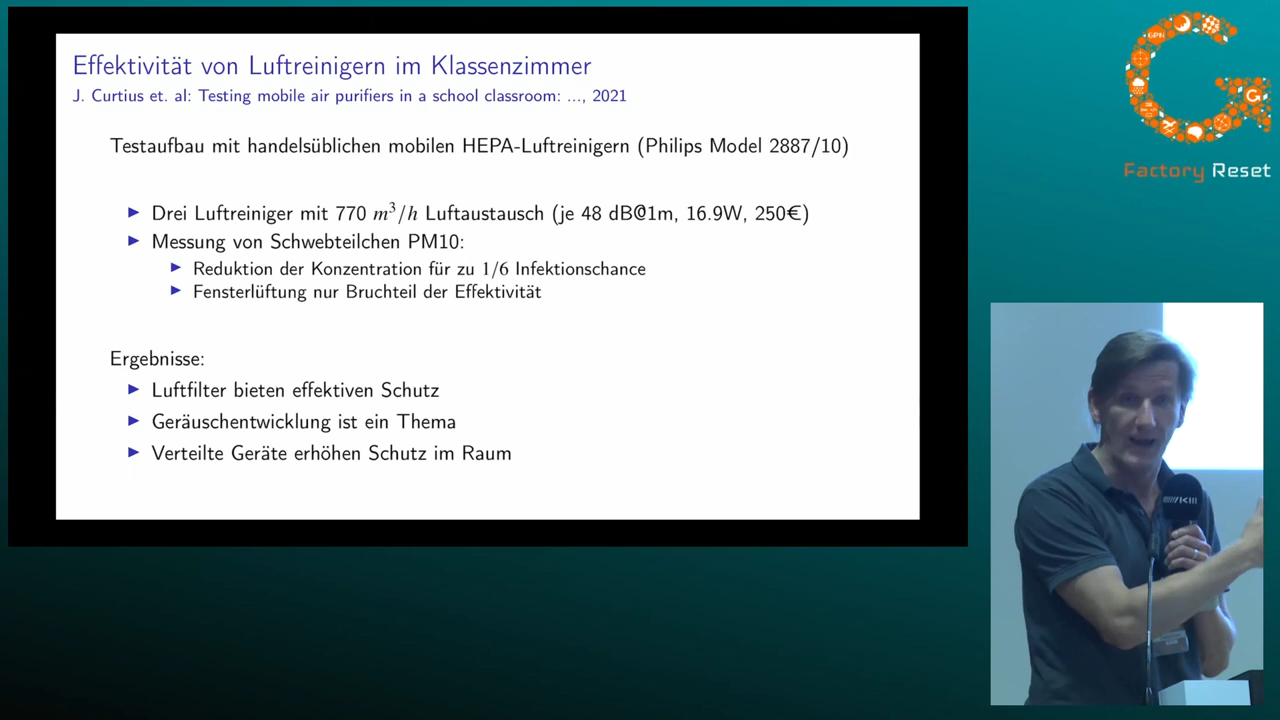 Effektivität von Luftreinigern im Klassenzimmer
J. Curtius et. al: Testing mobile air purifiers in a school classroom: ..., 2021
Testaufbau mit handelsüblichen mobilen HEPA-Luftreinigern (Philips Model 2887/10)
Drei Luftreiniger mit 770 m³/h Luftaustausch (je 48 dB@1m, 16.9W, 250€)
Messung von Schwebteilchen PM10:
Reduktion der Konzentration für zu 1/6 Infektionschance
Fensterlüftung nur Bruchteil der Effektivität
Ergebnisse:
Luftfilter bieten effektiven Schutz
Geräuschentwicklung ist ein Thema
Verteilte Geräte erhöhen Schutz im Raum
GPN
G
Factory Reset